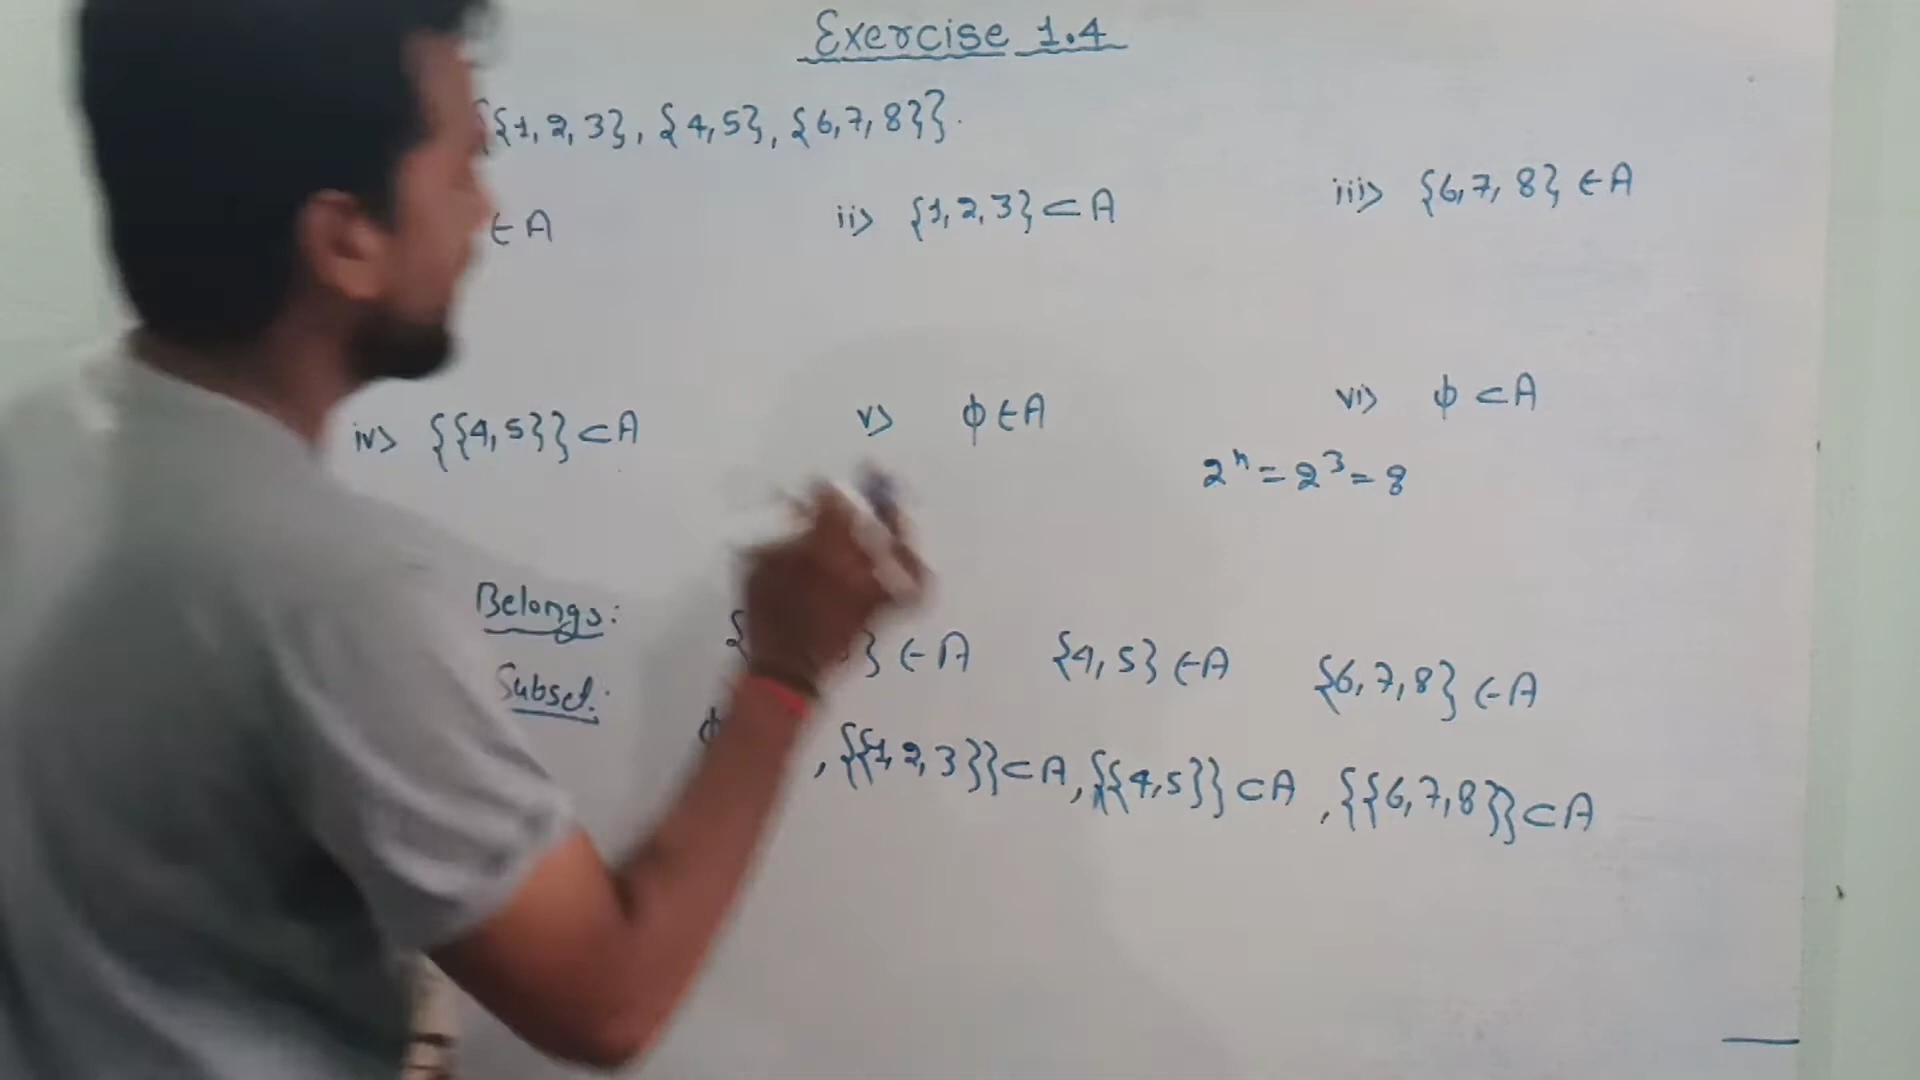 Exercise 1.4
{{1, 2, 3}, {4, 5}, {6, 7, 8}}.
∈ A
ii> {1, 2, 3} ⊂ A
iii> {6, 7, 8} ∈ A
iv> {{4, 5}} ⊂ A
v> ϕ ∈ A
vi> ϕ ⊂ A
2ⁿ = 2³ = 8
Belongs: { } ∈ A {4, 5} ∈ A {6, 7, 8} ∈ A
Subset: ϕ , {{1, 2, 3}} ⊂ A, {{4, 5}} ⊂ A, {{6, 7, 8}} ⊂ A